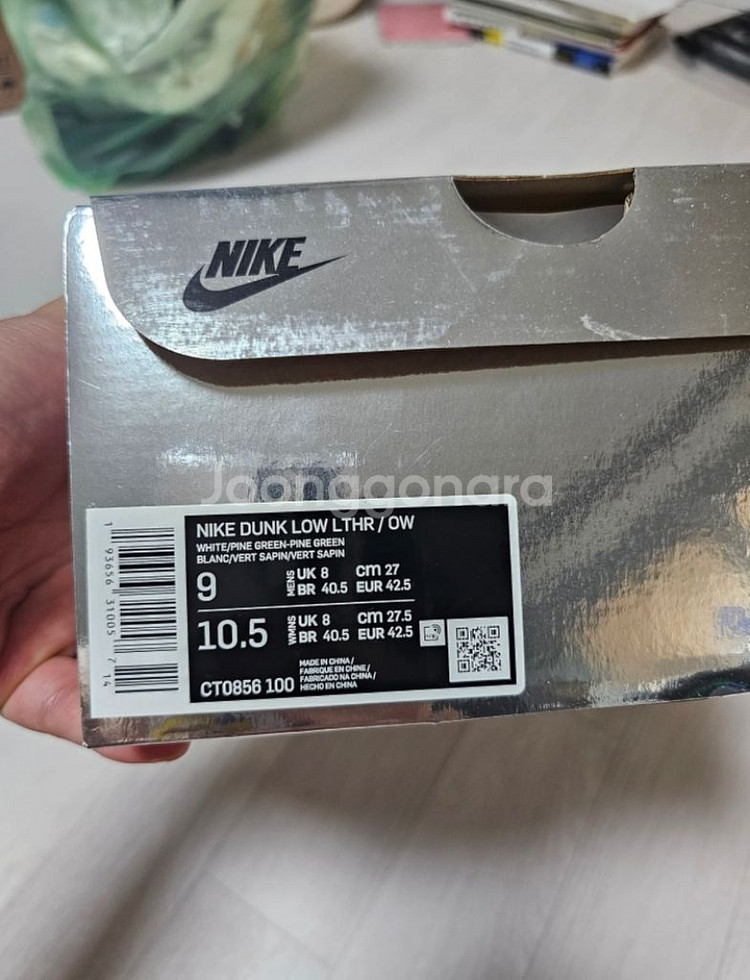 NIKE
Joonggonara
NIKE DUNK LOW LTHR / OW
WHITE/PINE GREEN-PINE GREEN
BLANC/VERT SAPIN/VERT SAPIN
9 MENS UK 8 cm 27
BR 40.5 EUR 42.5
10.5 WMNS UK 8 cm 27.5
BR 40.5 EUR 42.5
CT0856 100
MADE IN CHINA /
FABRIQUE EN CHINE /
FABRICADO NA CHINA /
HECHO EN CHINA
1 93656 31005 7 14